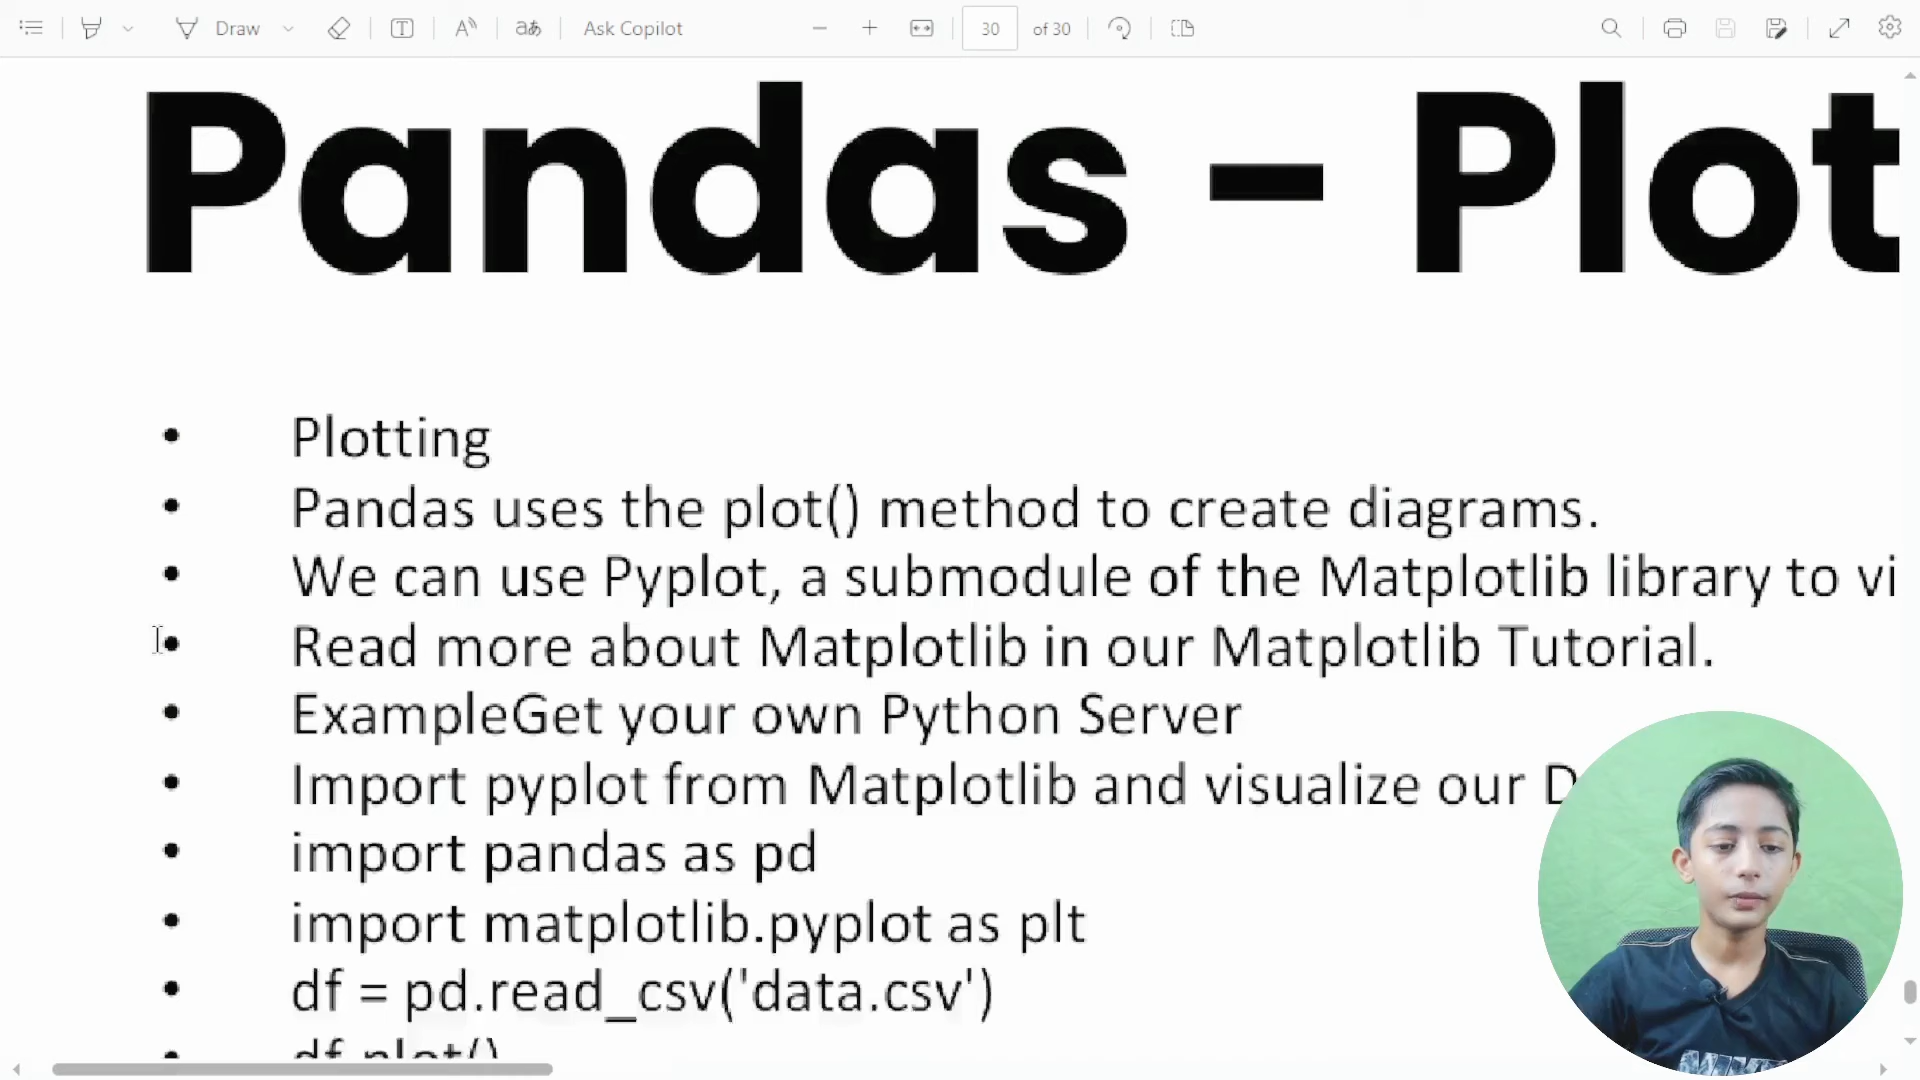 Draw
Ask Copilot
30
of 30
Pandas - Plot
• Plotting
• Pandas uses the plot() method to create diagrams.
• We can use Pyplot, a submodule of the Matplotlib library to vi
• Read more about Matplotlib in our Matplotlib Tutorial.
• ExampleGet your own Python Server
• Import pyplot from Matplotlib and visualize our D
• import pandas as pd
• import matplotlib.pyplot as plt
• df = pd.read_csv('data.csv')
• df.plot()